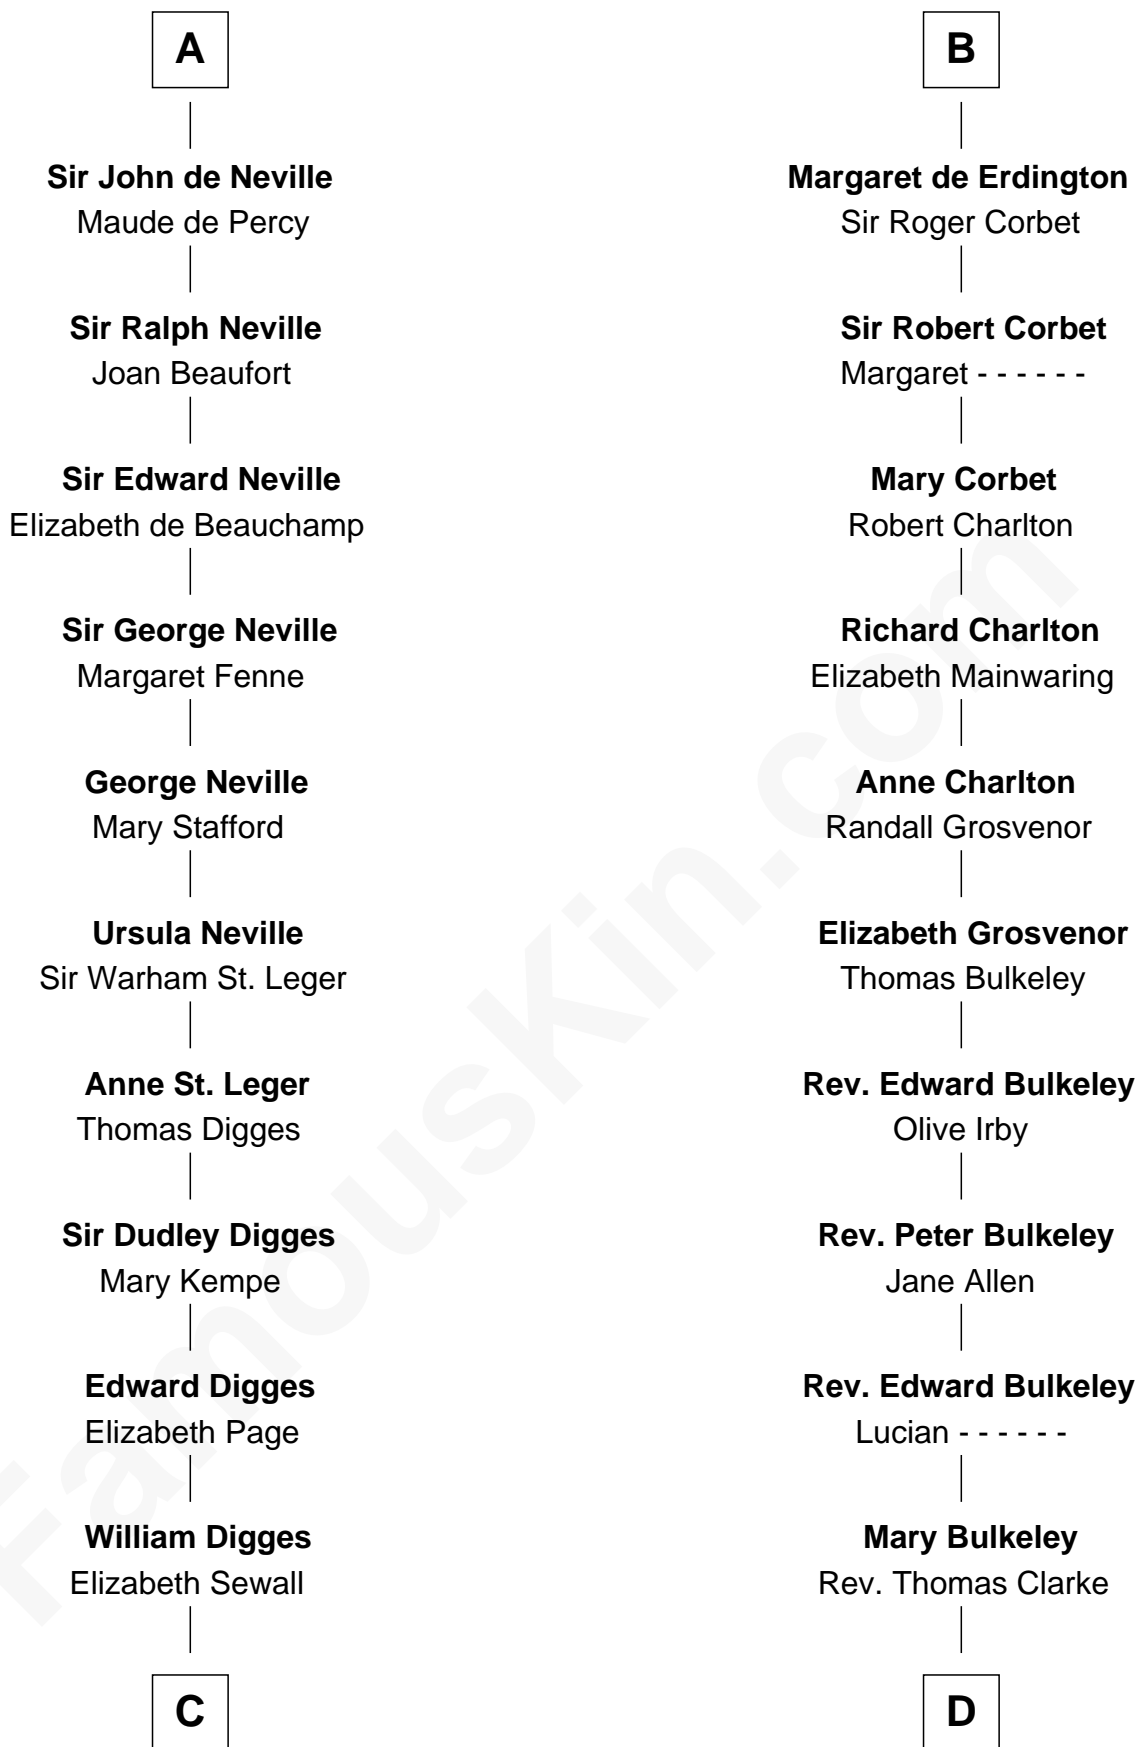 A
Sir John de Neville
Maude de Percy
Sir Ralph Neville
Joan Beaufort
Sir Edward Neville
Elizabeth de Beauchamp
Sir George Neville
Margaret Fenne
George Neville
Mary Stafford
Ursula Neville
Sir Warham St. Leger
Anne St. Leger
Thomas Digges
Sir Dudley Digges
Mary Kempe
Edward Digges
Elizabeth Page
William Digges
Elizabeth Sewall
C
B
Margaret de Erdington
Sir Roger Corbet
Sir Robert Corbet
Margaret - - - - - -
Mary Corbet
Robert Charlton
Richard Charlton
Elizabeth Mainwaring
Anne Charlton
Randall Grosvenor
Elizabeth Grosvenor
Thomas Bulkeley
Rev. Edward Bulkeley
Olive Irby
Rev. Peter Bulkeley
Jane Allen
Rev. Edward Bulkeley
Lucian - - - - - -
Mary Bulkeley
Rev. Thomas Clarke
D
FamousKin.com